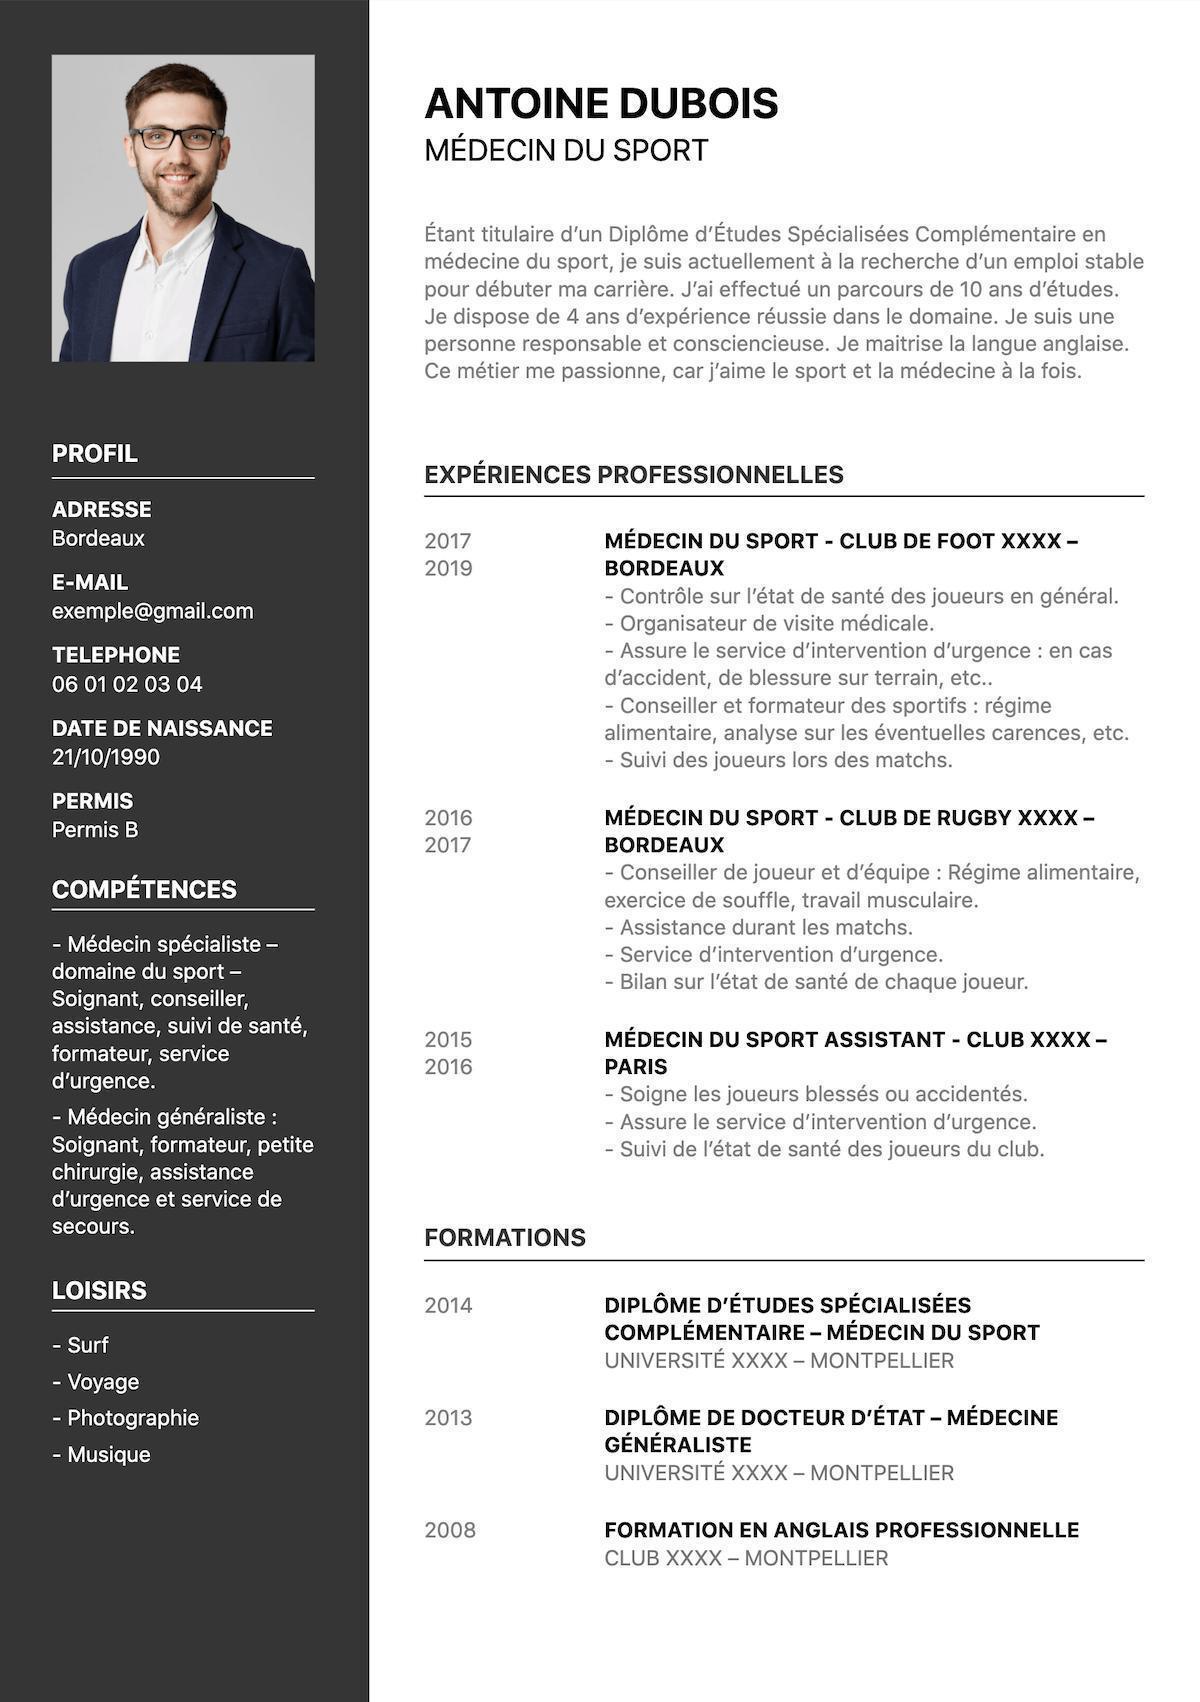 ANTOINE DUBOIS
MÉDECIN DU SPORT
Étant titulaire d’un Diplôme d’Études Spécialisées Complémentaire en
médecine du sport, je suis actuellement à la recherche d’un emploi stable
pour débuter ma carrière. J’ai effectué un parcours de 10 ans d’études.
Je dispose de 4 ans d’expérience réussie dans le domaine. Je suis une
personne responsable et consciencieuse. Je maitrise la langue anglaise.
Ce métier me passionne, car j’aime le sport et la médecine à la fois.
PROFIL
ADRESSE
Bordeaux
E-MAIL
exemple@gmail.com
TELEPHONE
06 01 02 03 04
DATE DE NAISSANCE
21/10/1990
PERMIS
Permis B
COMPÉTENCES
- Médecin spécialiste –
domaine du sport –
Soignant, conseiller,
assistance, suivi de santé,
formateur, service
d’urgence.
- Médecin généraliste :
Soignant, formateur, petite
chirurgie, assistance
d’urgence et service de
secours.
LOISIRS
- Surf
- Voyage
- Photographie
- Musique
EXPÉRIENCES PROFESSIONNELLES
2017
2019
MÉDECIN DU SPORT - CLUB DE FOOT XXXX –
BORDEAUX
- Contrôle sur l’état de santé des joueurs en général.
- Organisateur de visite médicale.
- Assure le service d’intervention d’urgence : en cas
d’accident, de blessure sur terrain, etc..
- Conseiller et formateur des sportifs : régime
alimentaire, analyse sur les éventuelles carences, etc.
- Suivi des joueurs lors des matchs.
2016
2017
MÉDECIN DU SPORT - CLUB DE RUGBY XXXX –
BORDEAUX
- Conseiller de joueur et d’équipe : Régime alimentaire,
exercice de souffle, travail musculaire.
- Assistance durant les matchs.
- Service d’intervention d’urgence.
- Bilan sur l’état de santé de chaque joueur.
2015
2016
MÉDECIN DU SPORT ASSISTANT - CLUB XXXX –
PARIS
- Soigne les joueurs blessés ou accidentés.
- Assure le service d’intervention d’urgence.
- Suivi de l’état de santé des joueurs du club.
FORMATIONS
2014
DIPLÔME D’ÉTUDES SPÉCIALISÉES
COMPLÉMENTAIRE – MÉDECIN DU SPORT
UNIVERSITÉ XXXX – MONTPELLIER
2013
DIPLÔME DE DOCTEUR D’ÉTAT – MÉDECINE
GÉNÉRALISTE
UNIVERSITÉ XXXX – MONTPELLIER
2008
FORMATION EN ANGLAIS PROFESSIONNELLE
CLUB XXXX – MONTPELLIER